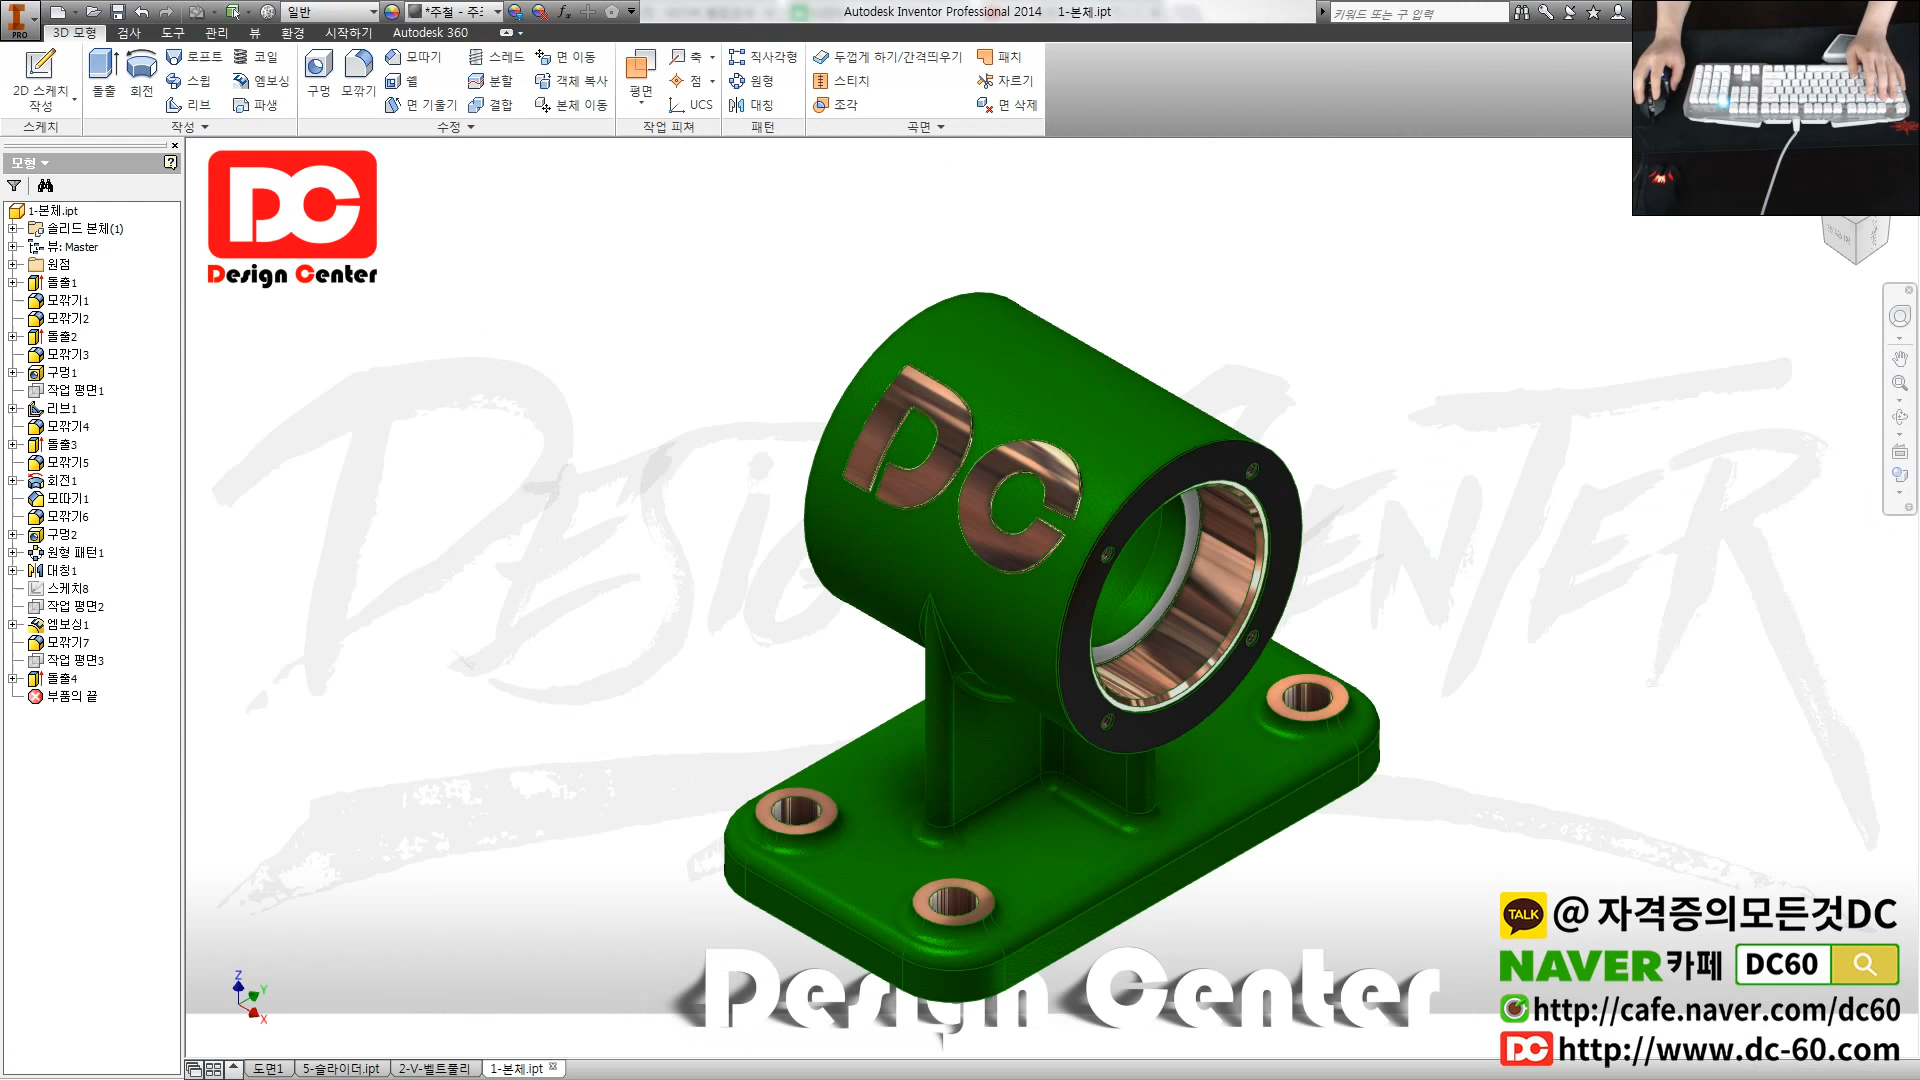 일반
*주철 - 주조
Autodesk Inventor Professional 2014 1-본체.ipt
키워드 또는 구 입력
PRO
3D 모형 검사 도구 관리 뷰 환경 시작하기 Autodesk 360
2D 스케치 작성
돌출
회전
로프트
스윕
리브
코일
엠보싱
파생
구멍
모깎기
모따기
쉘
면 기울기
스레드
분할
결합
면 이동
객체 복사
본체 이동
평면
축
점
UCS
직사각형
원형
대칭
두껍게 하기/간격띄우기
스티치
조각
패치
자르기
면 삭제
스케치 작성 수정 작업 피쳐 패턴 곡면
모형
1-본체.ipt
솔리드 본체(1)
뷰: Master
원점
돌출1
모깎기1
모깎기2
돌출2
모깎기3
구멍1
작업 평면1
리브1
모깎기4
돌출3
모깎기5
회전1
모따기1
모깎기6
구멍2
원형 패턴1
대칭1
스케치8
작업 평면2
엠보싱1
모깎기7
작업 평면3
돌출4
부품의 끝
DC
Design Center
DESIGN CENTER
DC
Design Center
Z
Y
X
TALK @ 자격증의모든것DC
NAVER 카페 DC60
http://cafe.naver.com/dc60
DC http://www.dc-60.com
도면1 5-슬라이더.ipt 2-V-벨트풀리 1-본체.ipt